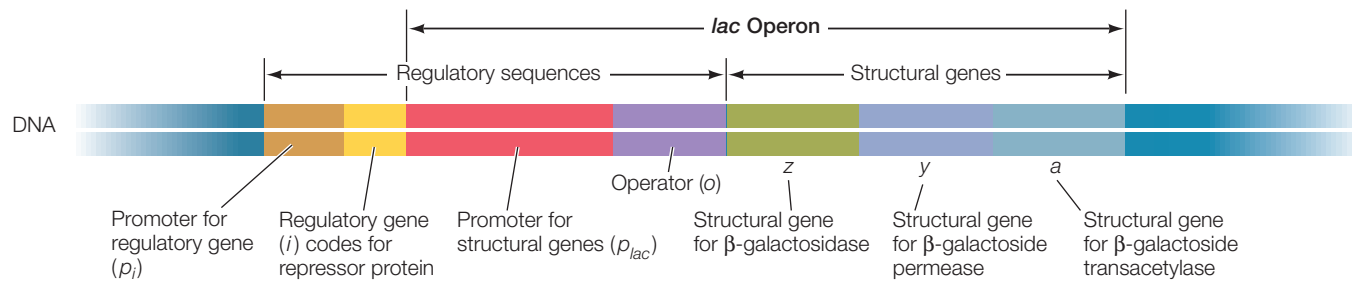 lac Operon
Regulatory sequences
Structural genes
DNA
Operator (o)
z
y
a
Promoter for
regulatory gene
(pi)
Regulatory gene
(i) codes for
repressor protein
Promoter for
structural genes (plac)
Structural gene
for β-galactosidase
Structural gene
for β-galactoside
permease
Structural gene
for β-galactoside
transacetylase